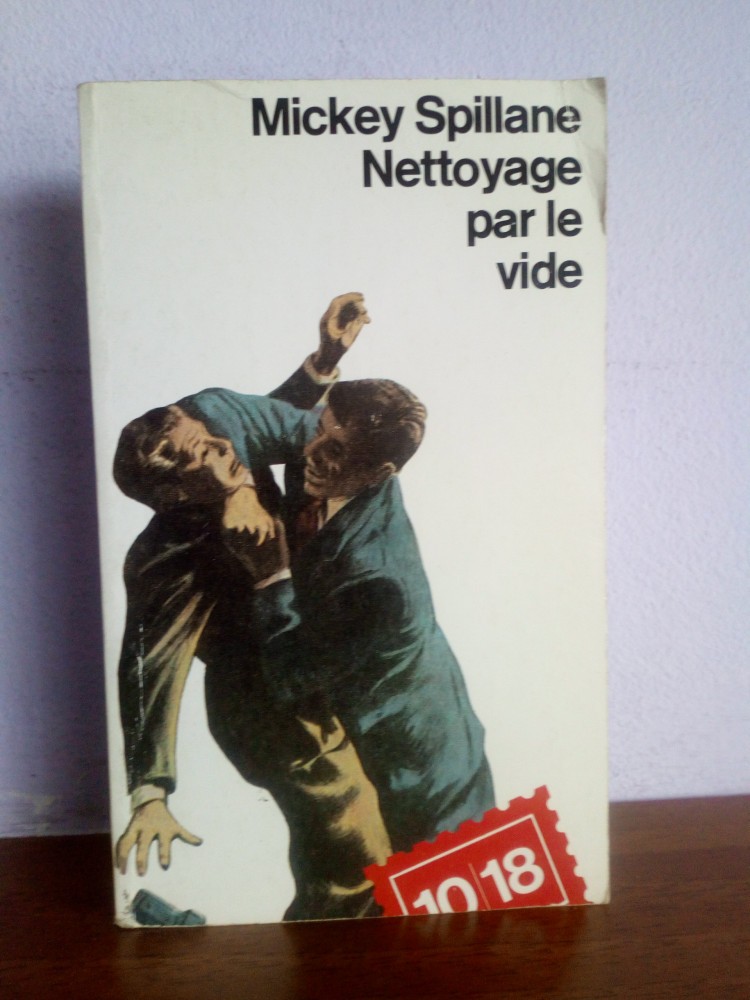 Mickey Spillane
Nettoyage
par le
vide
10|18